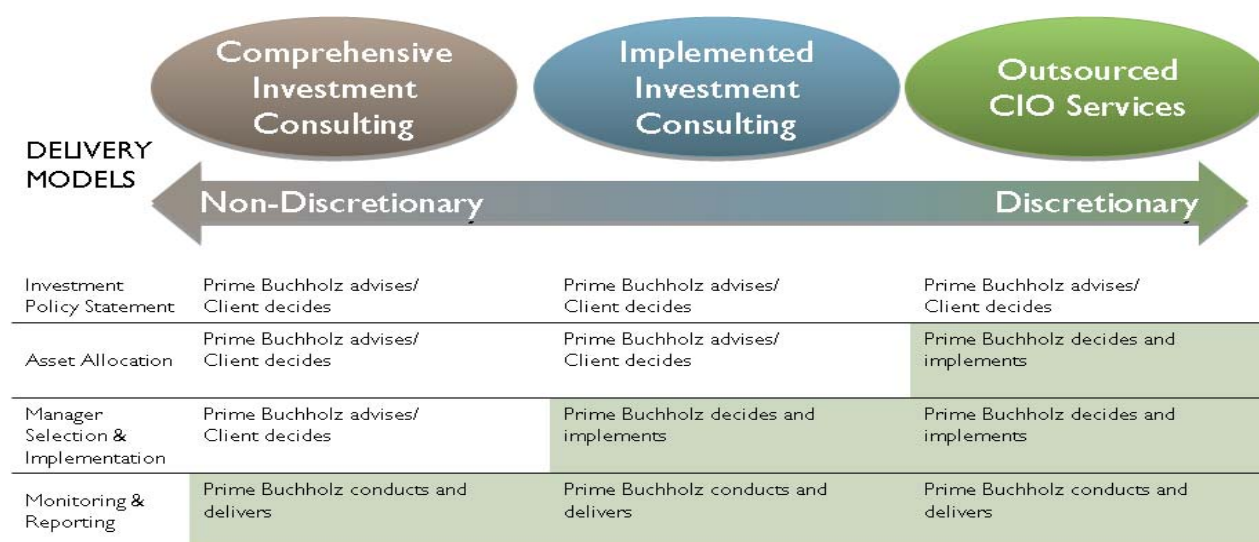 Comprehensive
Investment
Consulting
Implemented
Investment
Consulting
Outsourced
CIO Services
DELIVERY
MODELS
Non-Discretionary
Discretionary
Investment
Policy Statement
Prime Buchholz advises/
Client decides
Prime Buchholz advises/
Client decides
Prime Buchholz advises/
Client decides
Asset Allocation
Prime Buchholz advises/
Client decides
Prime Buchholz advises/
Client decides
Prime Buchholz decides and
implements
Manager
Selection &
Implementation
Prime Buchholz advises/
Client decides
Prime Buchholz decides and
implements
Prime Buchholz decides and
implements
Monitoring &
Reporting
Prime Buchholz conducts and
delivers
Prime Buchholz conducts and
delivers
Prime Buchholz conducts and
delivers